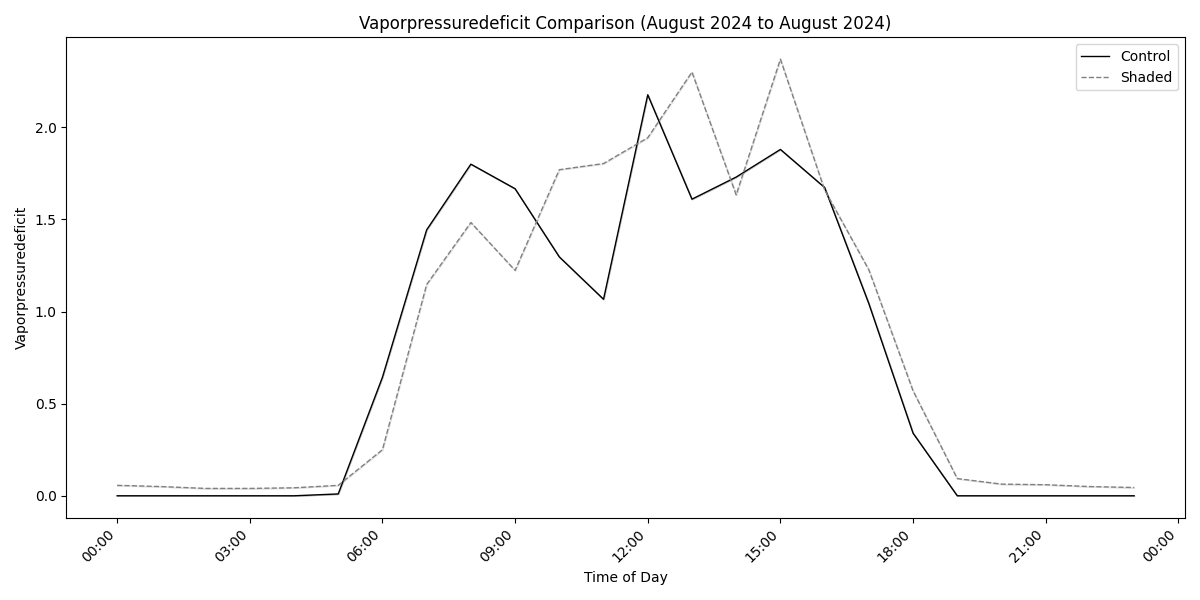 Vaporpressuredeficit Comparison (August 2024 to August 2024)
Control
Shaded
Vaporpressuredeficit
2.0
1.5
1.0
0.5
0.0
00:00
03:00
06:00
09:00
12:00
15:00
18:00
21:00
00:00
Time of Day